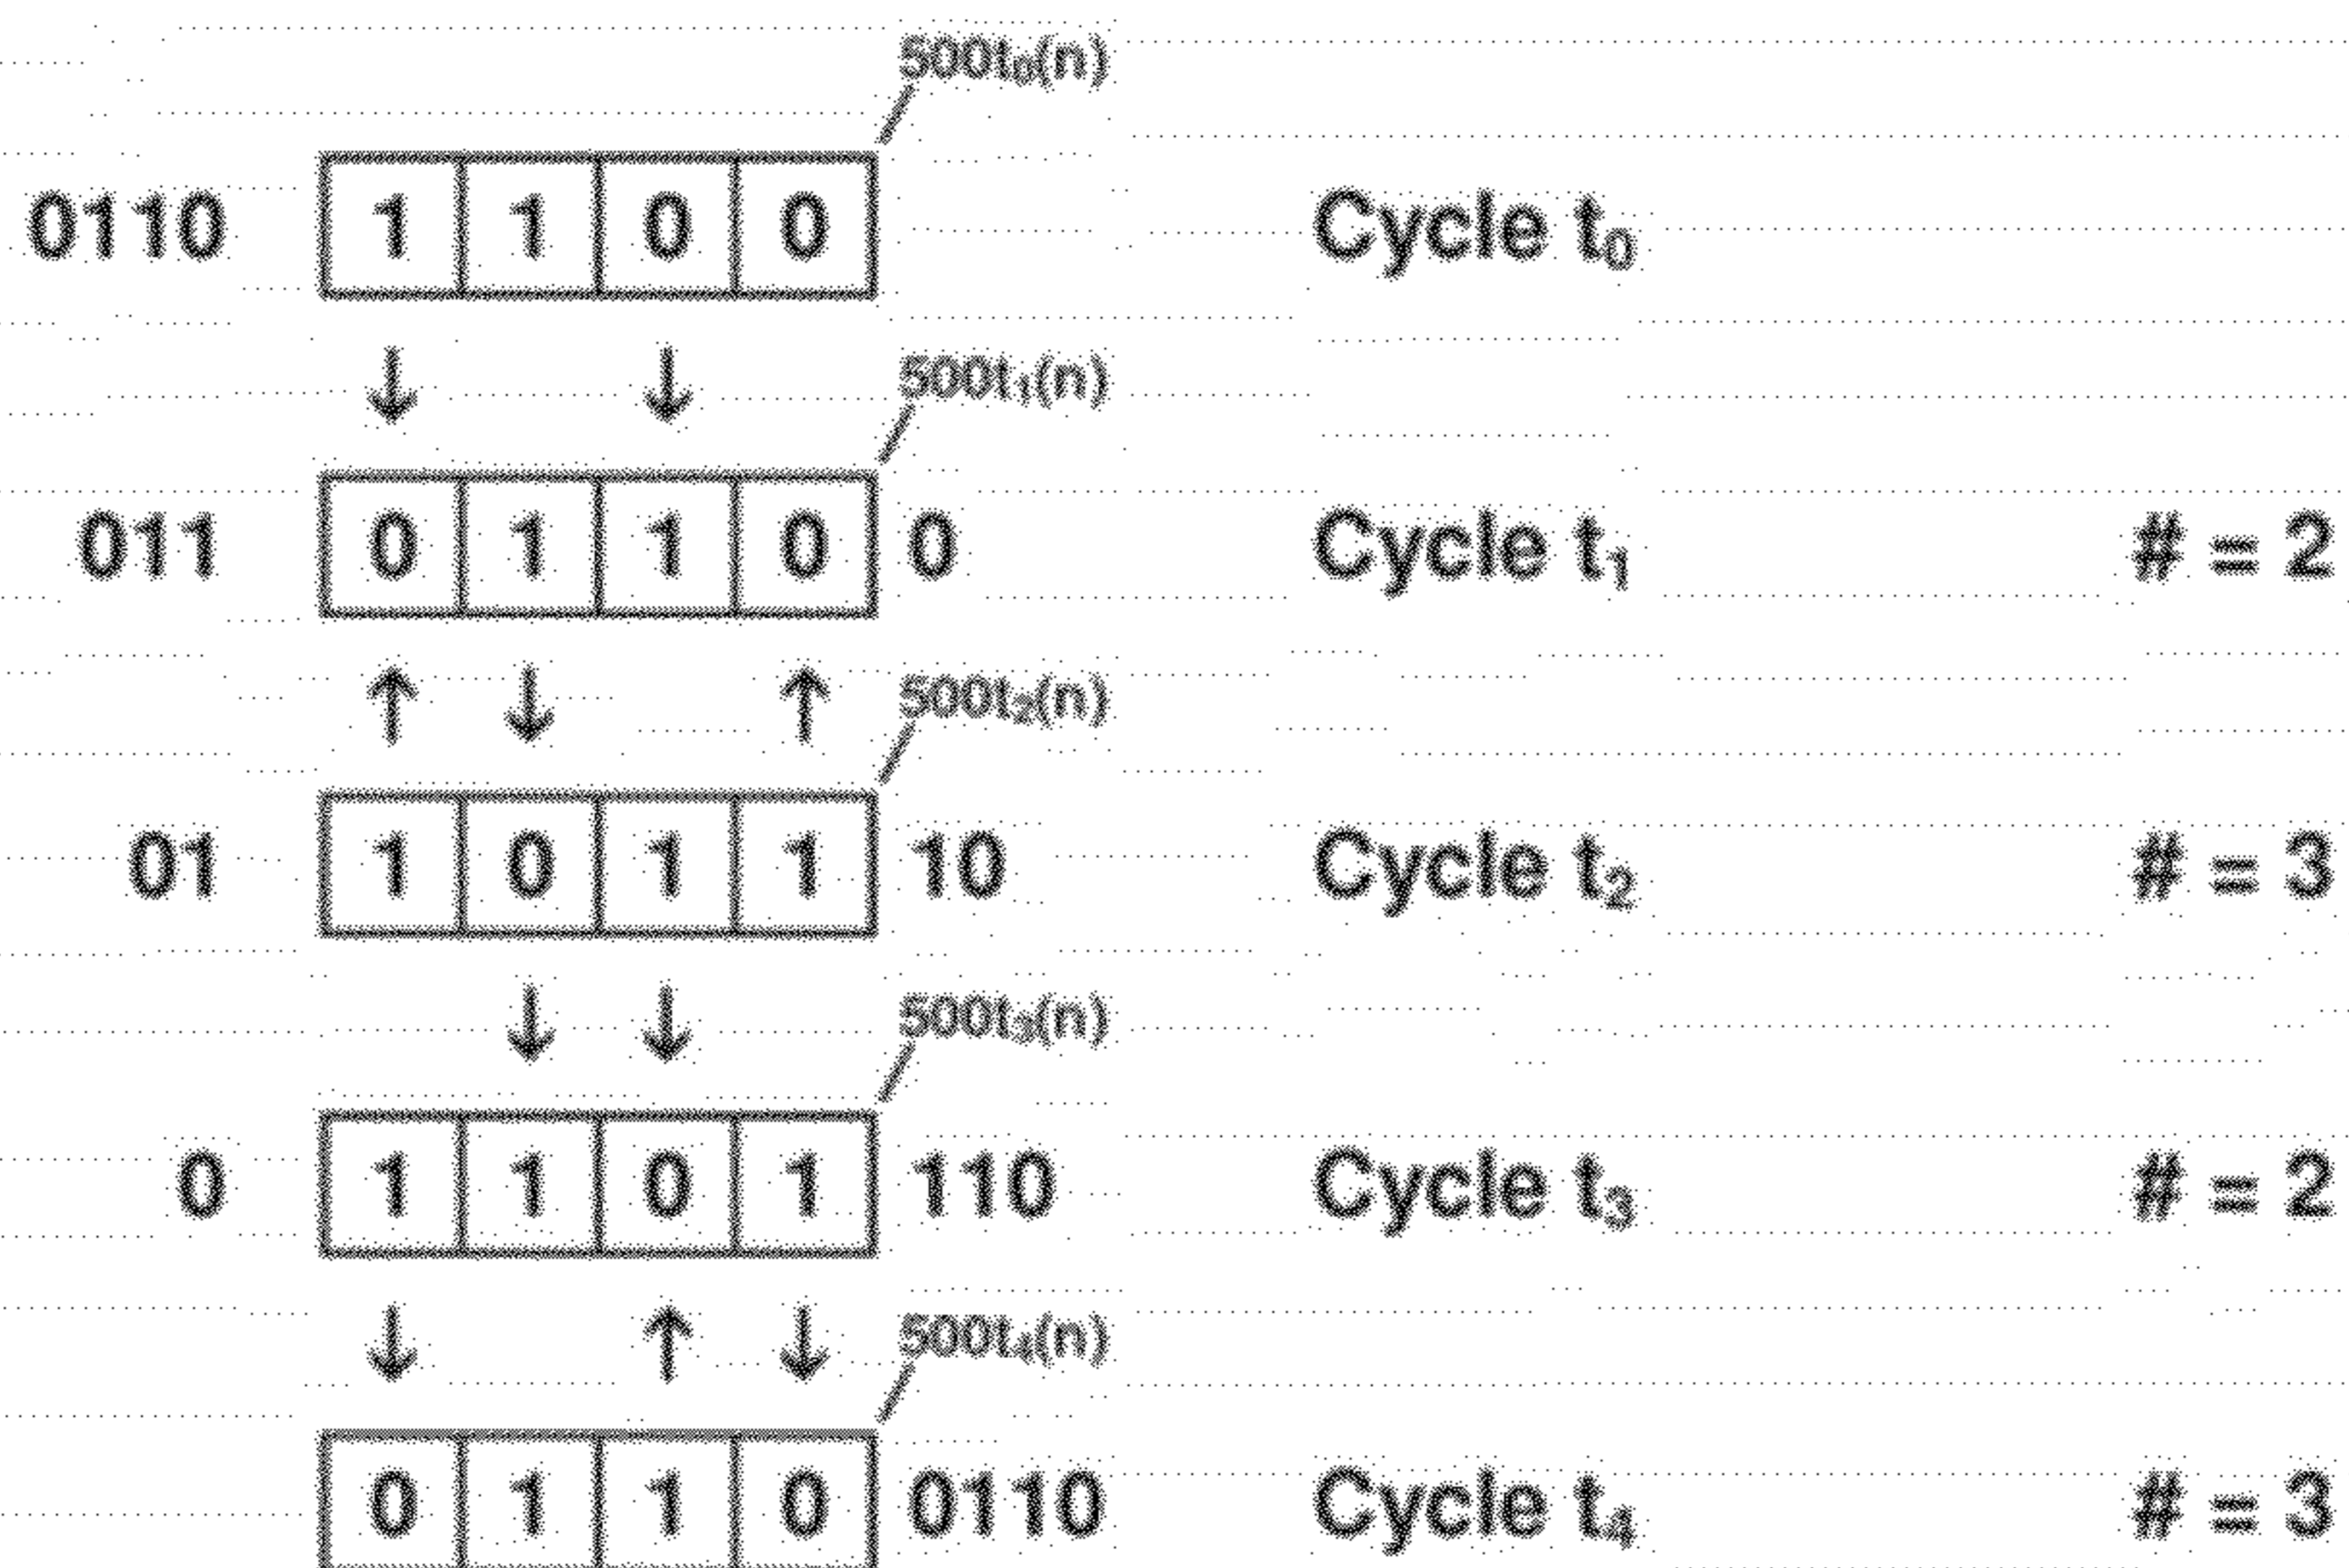 500t₀(n)
0110 1 1 0 0 Cycle t₀
↓ ↓ 500t₁(n)
011 0 1 1 0 0 Cycle t₁ # = 2
↑ ↓ ↑ 500t₂(n)
01 1 0 1 1 10 Cycle t₂ # = 3
↓ ↓ 500t₃(n)
0 1 1 0 1 110 Cycle t₃ # = 2
↓ ↑ ↓ 500t₄(n)
0 1 1 0 0110 Cycle t₄ # = 3